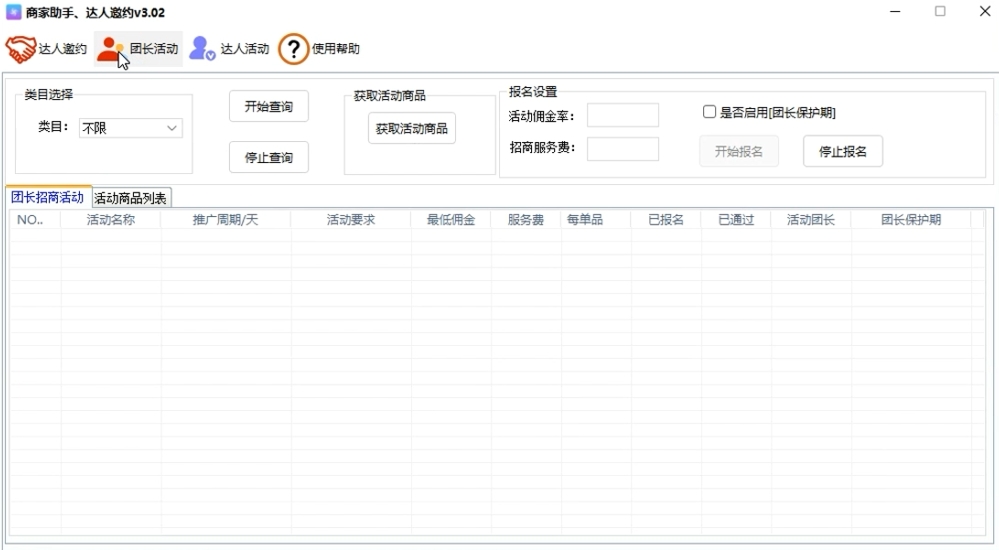 商家助手、达人邀约v3.02
达人邀约 团长活动 达人活动 使用帮助
类目选择
类目： 不限
开始查询
停止查询
获取活动商品
获取活动商品
报名设置
活动佣金率：
招商服务费：
是否启用[团长保护期]
开始报名 停止报名
团长招商活动 活动商品列表
NO.. 活动名称 推广周期/天 活动要求 最低佣金 服务费 每单品 已报名 已通过 活动团长 团长保护期